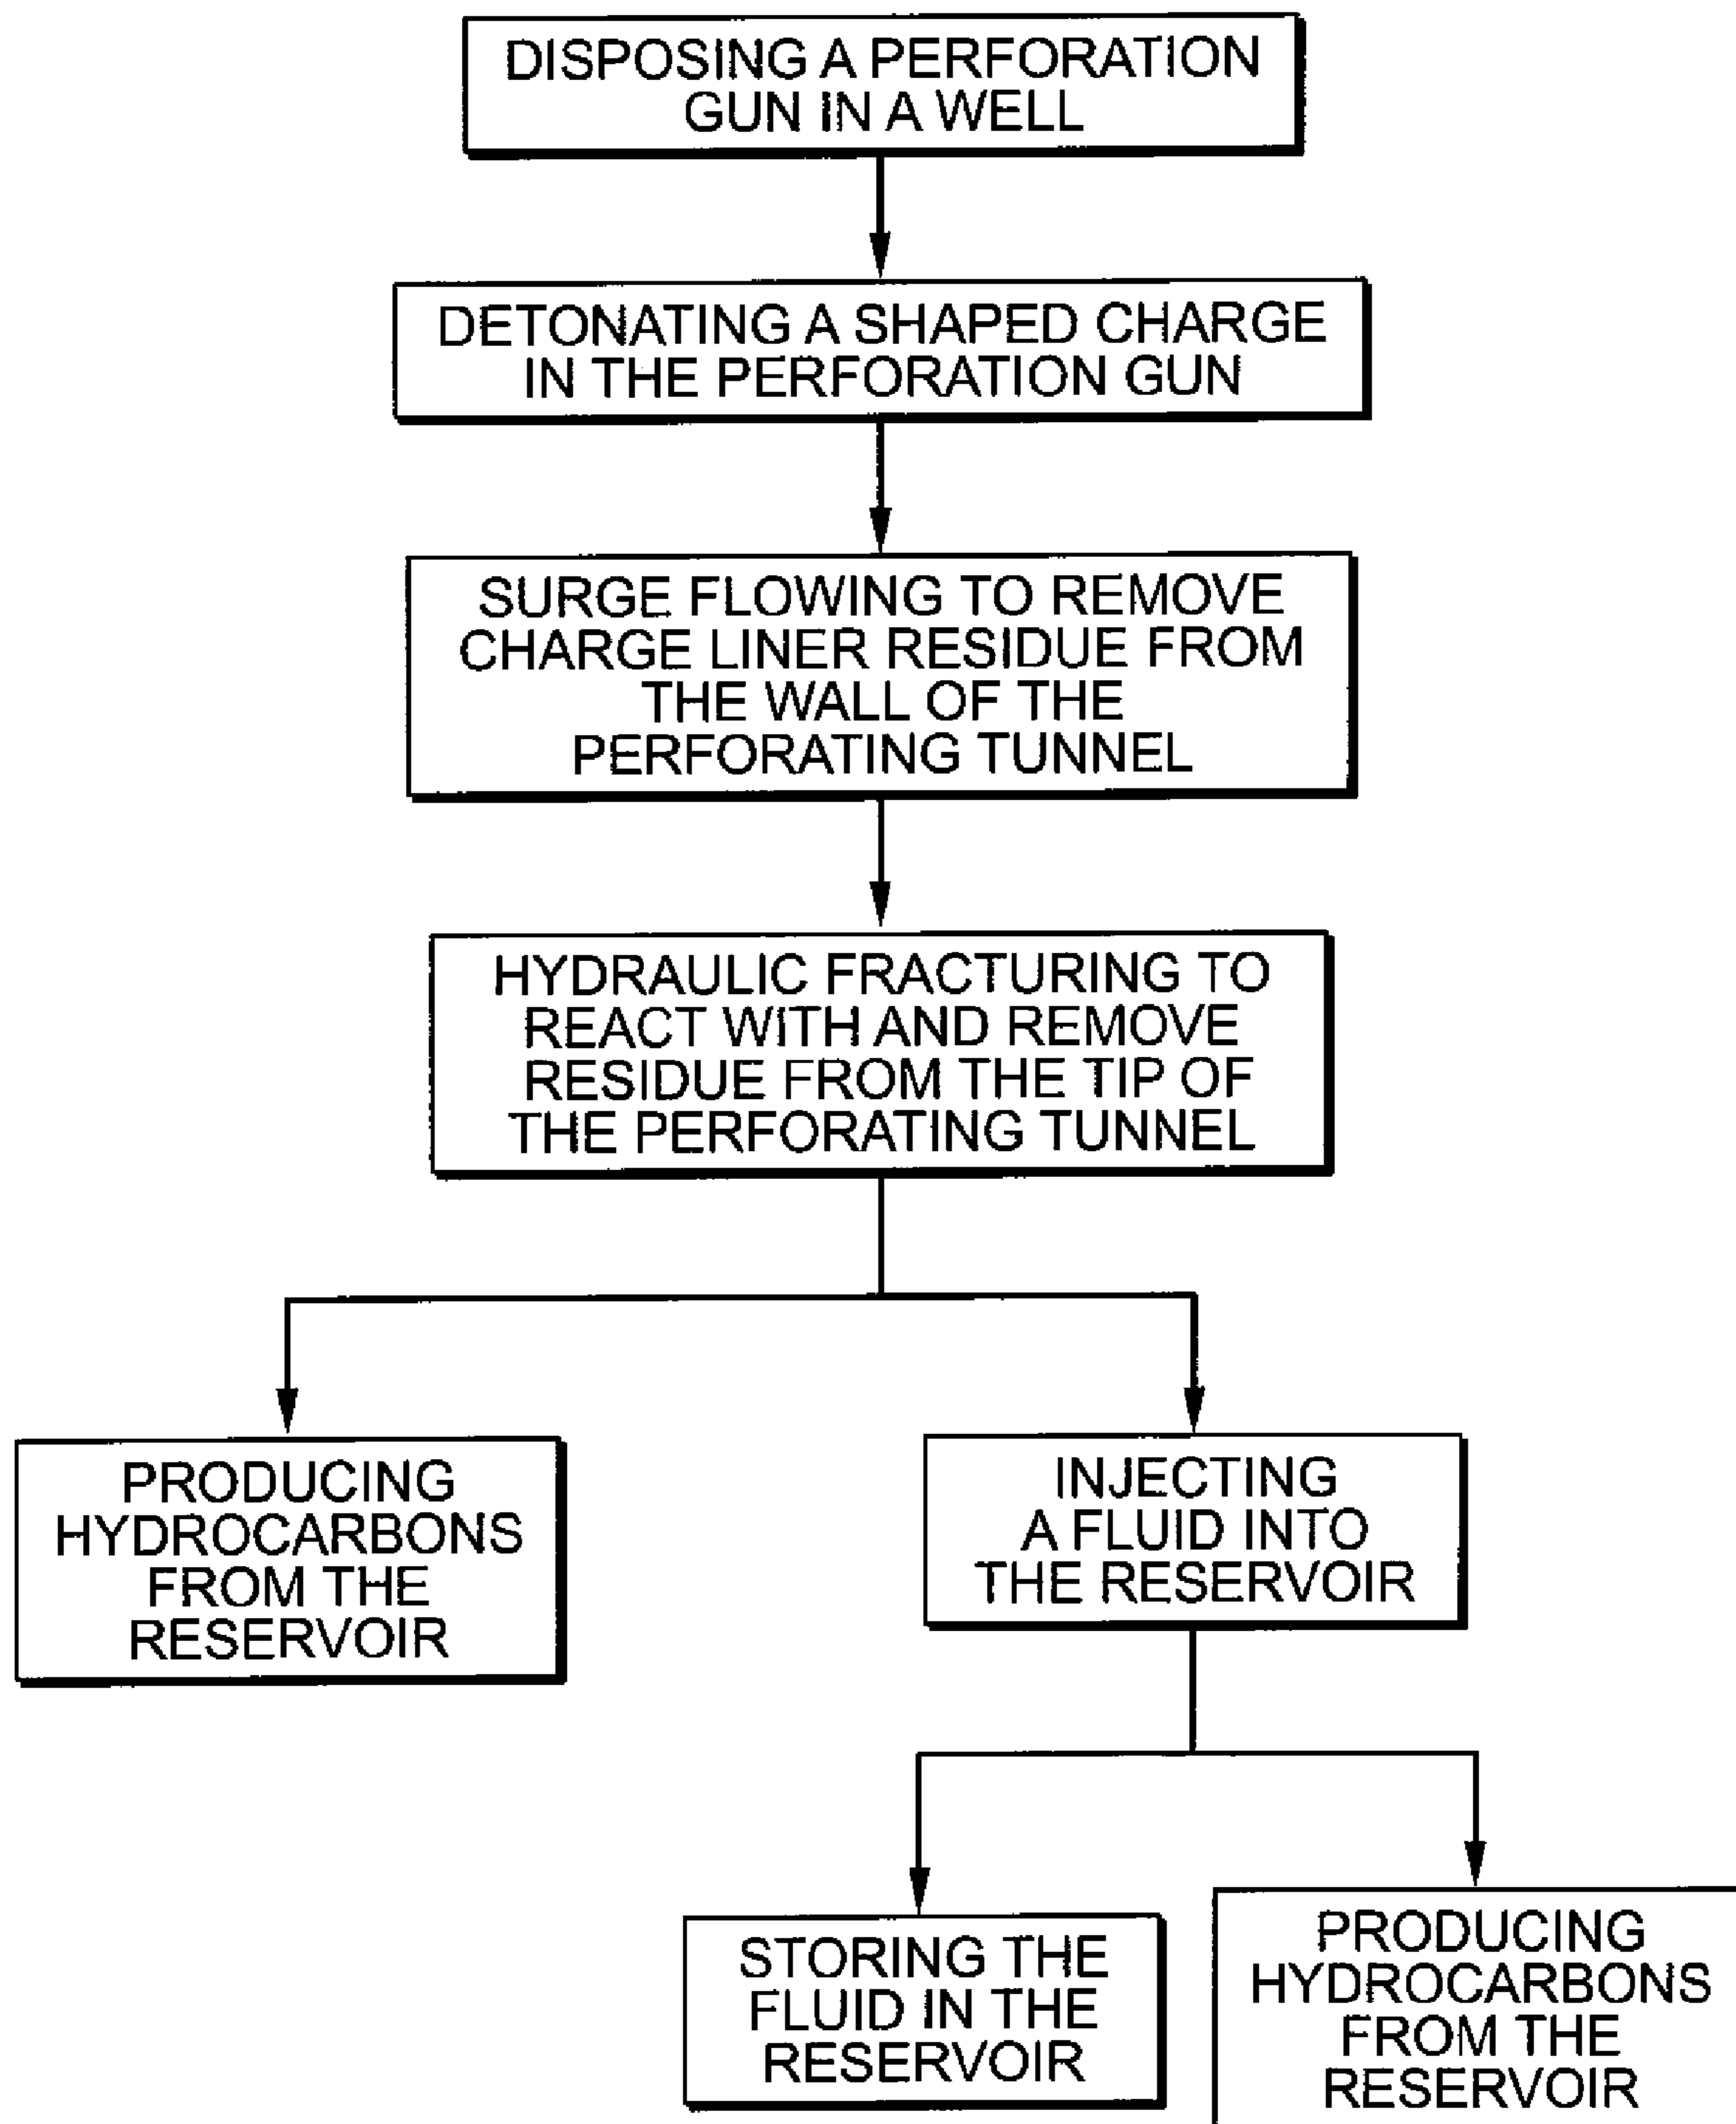 DISPOSING A PERFORATION
GUN IN A WELL
DETONATING A SHAPED CHARGE
IN THE PERFORATION GUN
SURGE FLOWING TO REMOVE
CHARGE LINER RESIDUE FROM
THE WALL OF THE
PERFORATING TUNNEL
HYDRAULIC FRACTURING TO
REACT WITH AND REMOVE
RESIDUE FROM THE TIP OF
THE PERFORATING TUNNEL
PRODUCING
HYDROCARBONS
FROM THE
RESERVOIR
INJECTING
A FLUID INTO
THE RESERVOIR
STORING THE
FLUID IN THE
RESERVOIR
PRODUCING
HYDROCARBONS
FROM THE
RESERVOIR